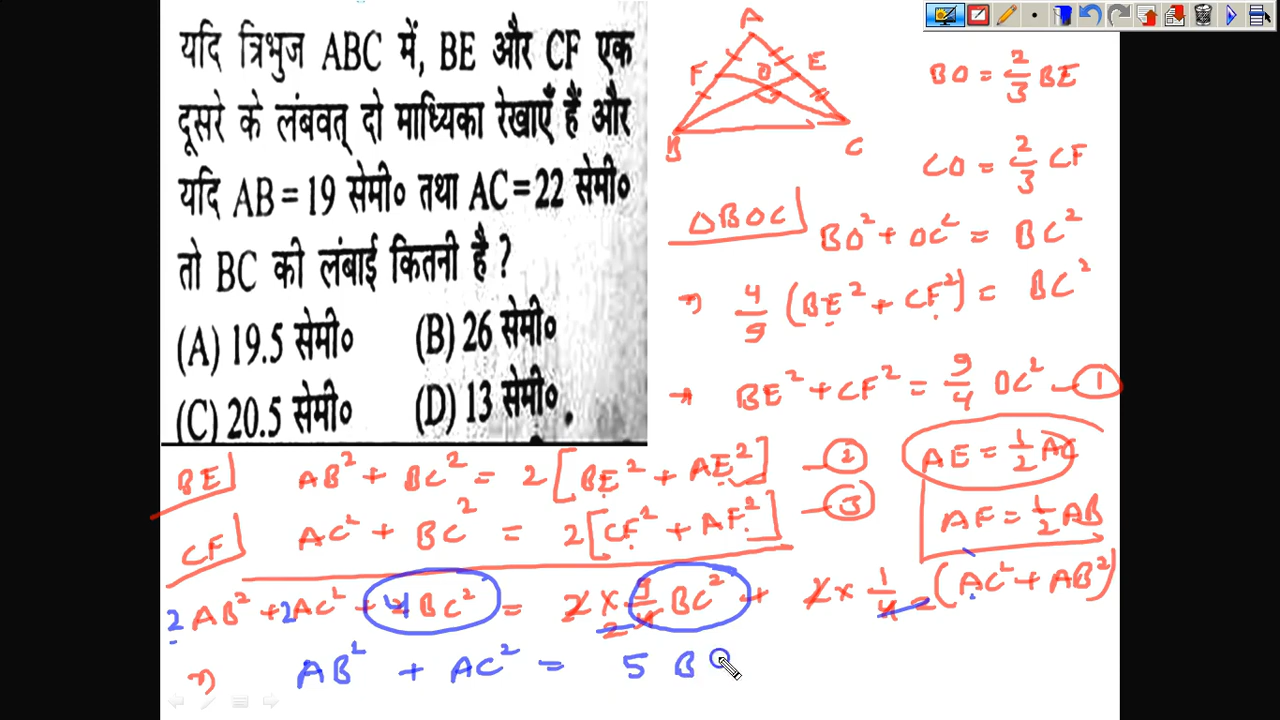 यदि त्रिभुज ABC में, BE और CF एक
दूसरे के लंबवत् दो माध्यिका रेखाएँ हैं और
यदि AB = 19 सेमी० तथा AC = 22 सेमी०
तो BC की लंबाई कितनी है ?
(A) 19.5 सेमी० (B) 26 सेमी०
(C) 20.5 सेमी० (D) 13 सेमी०
A
F O E
B C
BO = 2/3 BE
CO = 2/3 CF
△BOC
BO² + OC² = BC²
⇒ 4/9 (BE² + CF²) = BC²
⇒ BE² + CF² = 9/4 OC² — ①
BE AB² + BC² = 2[BE² + AE²] — ②
CF AC² + BC² = 2[CF² + AF²] — ③
AE = 1/2 AC
AF = 1/2 AB
2AB² + 2AC² + 4BC² = 2 × 9/4 BC² + 2 × 1/4 (AC² + AB²)
⇒ AB² + AC² = 5 B